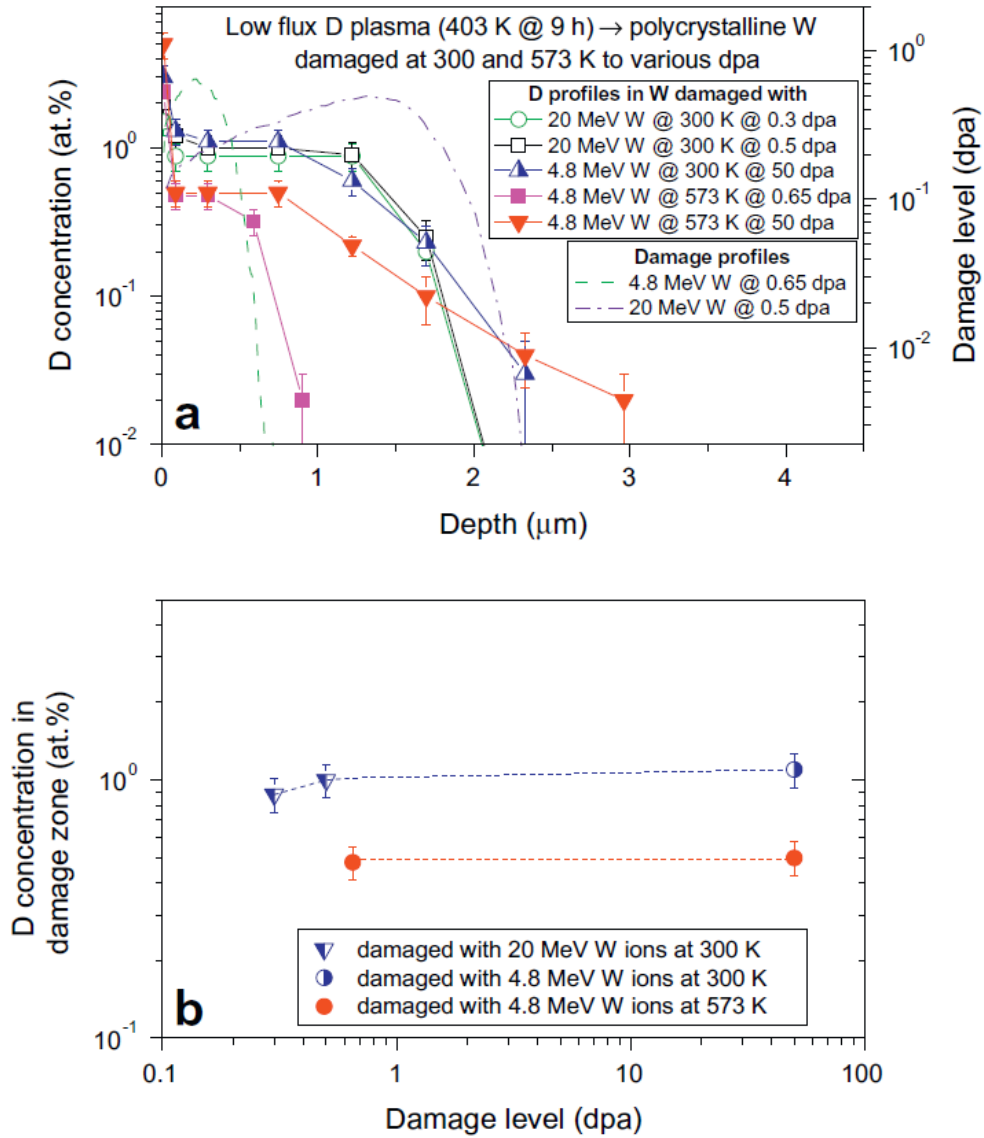 Low flux D plasma (403 K @ 9 h) → polycrystalline W
damaged at 300 and 573 K to various dpa
D profiles in W damaged with
20 MeV W @ 300 K @ 0.3 dpa
20 MeV W @ 300 K @ 0.5 dpa
4.8 MeV W @ 300 K @ 50 dpa
4.8 MeV W @ 573 K @ 0.65 dpa
4.8 MeV W @ 573 K @ 50 dpa
Damage profiles
4.8 MeV W @ 0.65 dpa
20 MeV W @ 0.5 dpa
D concentration (at.%)
10⁰
10⁻¹
10⁻²
Damage level (dpa)
10⁰
10⁻¹
10⁻²
a
0 1 2 3 4
Depth (μm)
D concentration in
damage zone (at.%)
10⁰
10⁻¹
damaged with 20 MeV W ions at 300 K
damaged with 4.8 MeV W ions at 300 K
damaged with 4.8 MeV W ions at 573 K
b
0.1 1 10 100
Damage level (dpa)